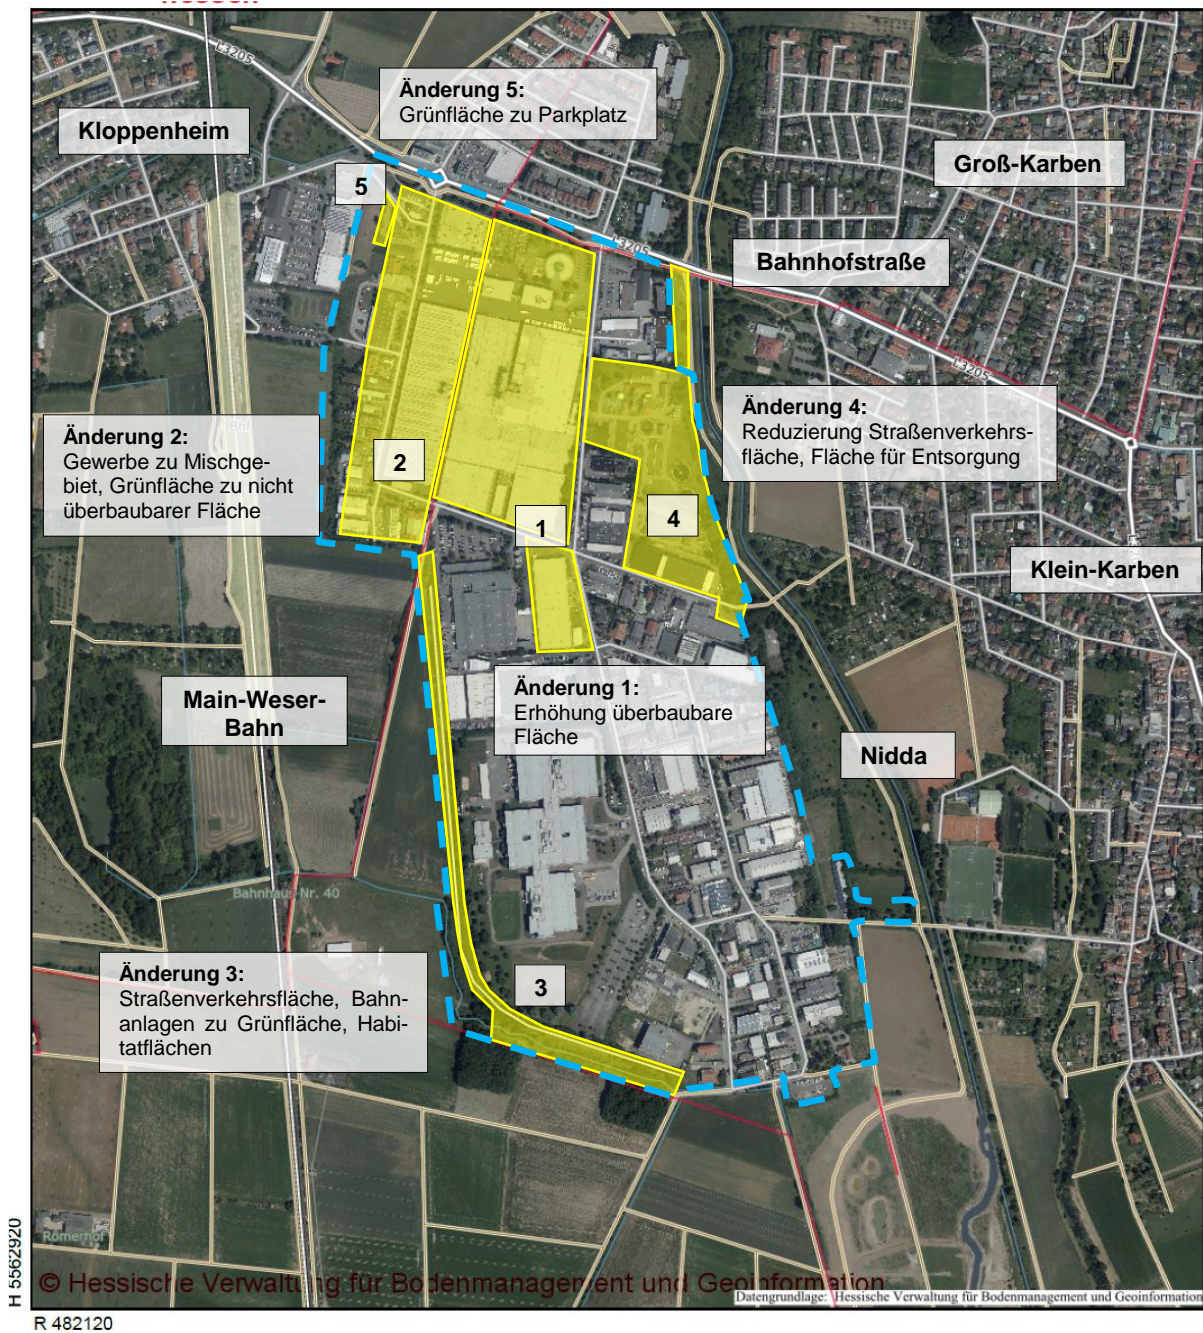 L3205
Änderung 5:
Grünfläche zu Parkplatz
Kloppenheim
Groß-Karben
5
L3205
Bahnhofstraße
L3205
Änderung 4:
Reduzierung Straßenverkehrs-
fläche, Fläche für Entsorgung
Änderung 2:
Gewerbe zu Mischge-
biet, Grünfläche zu nicht
überbaubarer Fläche
Bhf
2
1
4
Klein-Karben
Main-Weser-
Bahn
Änderung 1:
Erhöhung überbaubare
Fläche
Nidda
Bahnhaus Nr. 40
Änderung 3:
Straßenverkehrsfläche, Bahn-
anlagen zu Grünfläche, Habi-
tatflächen
3
Römerhof
H 5562920
© Hessische Verwaltung für Bodenmanagement und Geoinformation
Datengrundlage: Hessische Verwaltung für Bodenmanagement und Geoinformation
R 482120